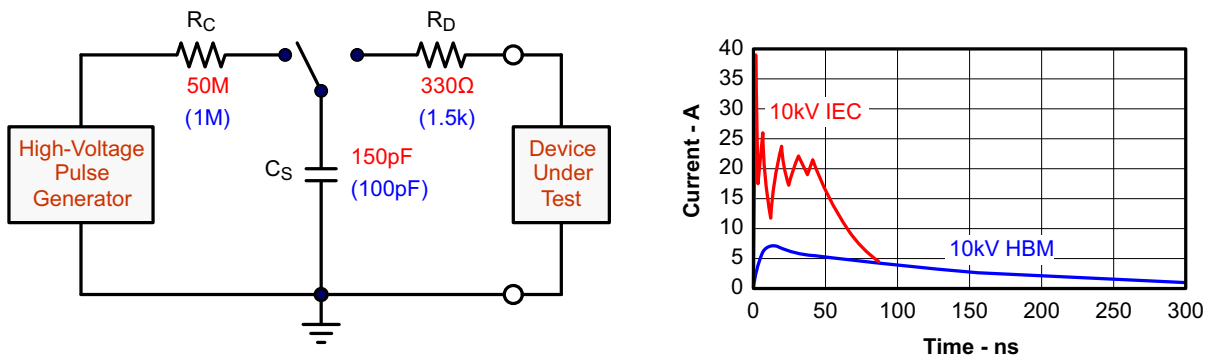 R_C
R_D
50M
(1M)
330Ω
(1.5k)
High-Voltage
Pulse
Generator
C_S
150pF
(100pF)
Device
Under
Test
Current - A
40
35
30
25
20
15
10
5
0
10kV IEC
10kV HBM
0
50
100
150
200
250
300
Time - ns